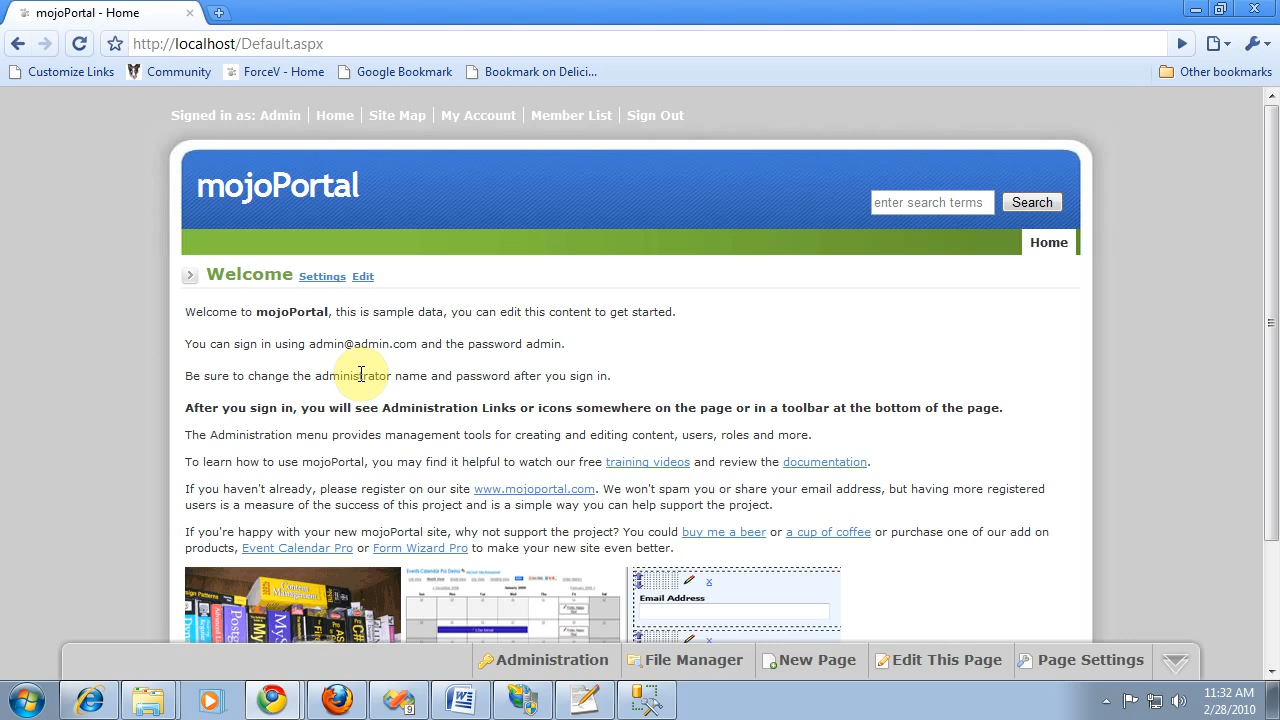 mojoPortal - Home
http://localhost/Default.aspx
Customize Links Community ForceV - Home Google Bookmark Bookmark on Delici... Other bookmarks
Signed in as: Admin Home Site Map My Account Member List Sign Out
mojoPortal
enter search terms Search
Home
Welcome Settings Edit
Welcome to mojoPortal, this is sample data, you can edit this content to get started.
You can sign in using admin@admin.com and the password admin.
Be sure to change the administrator name and password after you sign in.
After you sign in, you will see Administration Links or icons somewhere on the page or in a toolbar at the bottom of the page.
The Administration menu provides management tools for creating and editing content, users, roles and more.
To learn how to use mojoPortal, you may find it helpful to watch our free training videos and review the documentation.
If you haven't already, please register on our site www.mojoportal.com. We won't spam you or share your email address, but having more registered
users is a measure of the success of this project and is a simple way you can help support the project.
If you're happy with your new mojoPortal site, why not support the project? You could buy me a beer or a cup of coffee or purchase one of our add on
products, Event Calendar Pro or Form Wizard Pro to make your new site even better.
Events Calendar Pro Demo
January 2009
X
Email Address
X
Administration File Manager New Page Edit This Page Page Settings
9
11:32 AM
2/28/2010